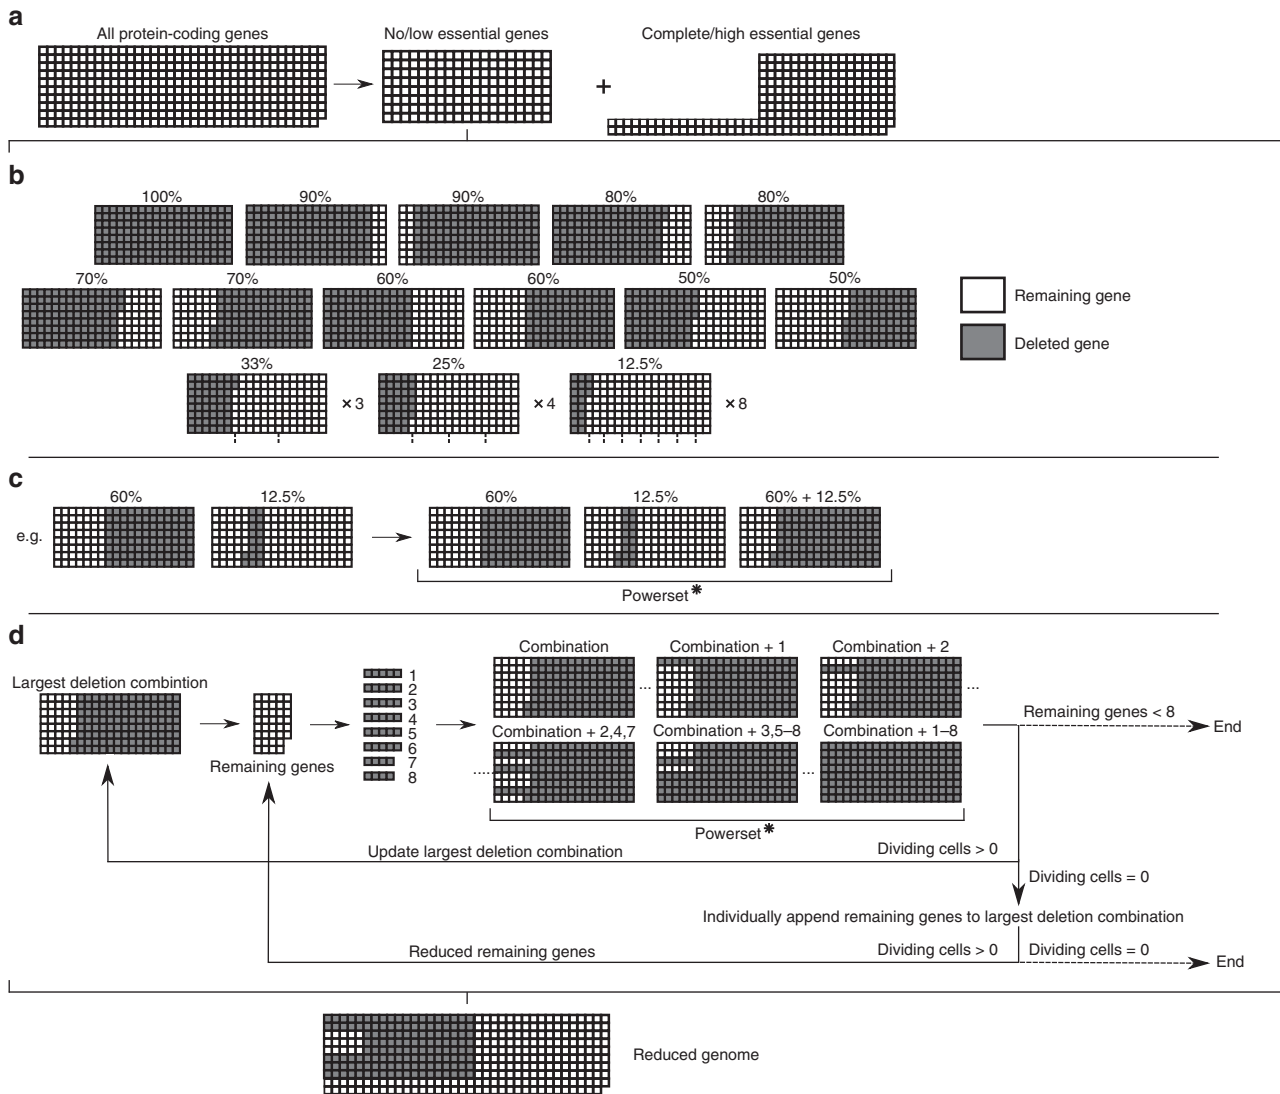 a
All protein-coding genes
No/low essential genes
Complete/high essential genes
+
b
100%
90%
90%
80%
80%
70%
70%
60%
60%
50%
50%
Remaining gene
Deleted gene
33%
25%
12.5%
×3
×4
×8
c
60%
12.5%
60%
12.5%
60% + 12.5%
e.g.
Powerset*
d
Combination
Combination + 1
Combination + 2
Largest deletion combintion
1
2
3
4
5
6
7
8
...
...
Remaining genes < 8
End
Remaining genes
Combination + 2,4,7
Combination + 3,5–8
Combination + 1–8
.....
...
Powerset*
Update largest deletion combination
Dividing cells > 0
Dividing cells = 0
Individually append remaining genes to largest deletion combination
Reduced remaining genes
Dividing cells > 0
Dividing cells = 0
End
Reduced genome